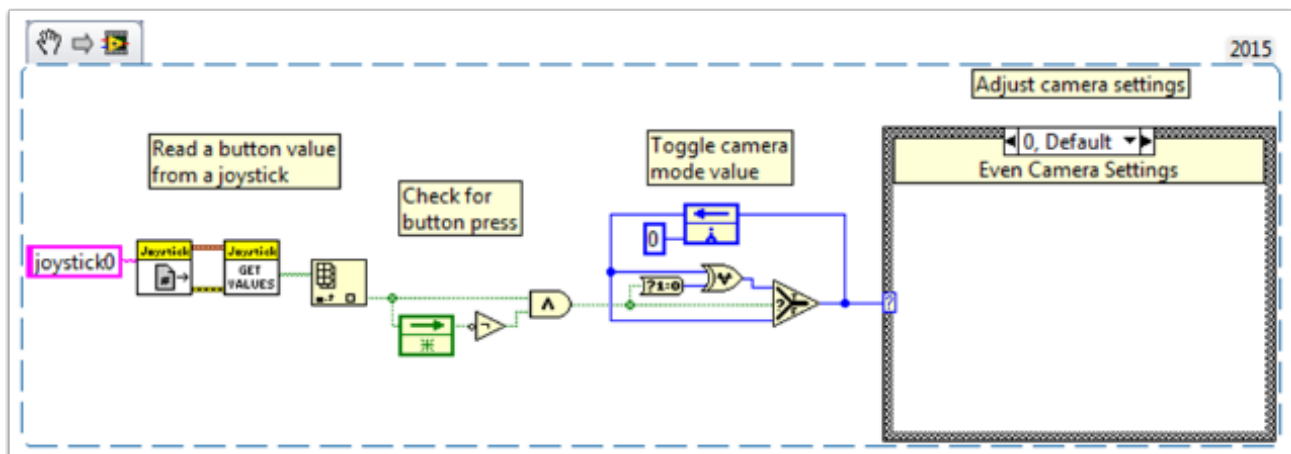 2015
Adjust camera settings
Read a button value
from a joystick
Toggle camera
mode value
0, Default
Even Camera Settings
Check for
button press
0
joystick0
Joystick
Joystick
GET
VALUES
?1:0
?
?